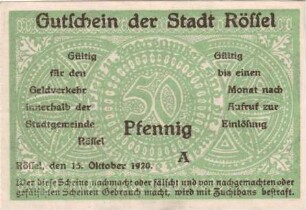 Gutschein der Stadt Rössel
Gültig
für den
Geldverkehr
innerhalb der
Stadtgemeinde
Rössel
50
Pfennig
A
Gültig
bis einen
Monat nach
Aufruf zur
Einlösung
Rössel, den 15. Oktober 1920.
Wer diese Scheine nachmacht oder fälscht und von nachgemachten oder
gefälschten Scheinen Gebrauch macht, wird mit Zuchthaus bestraft.